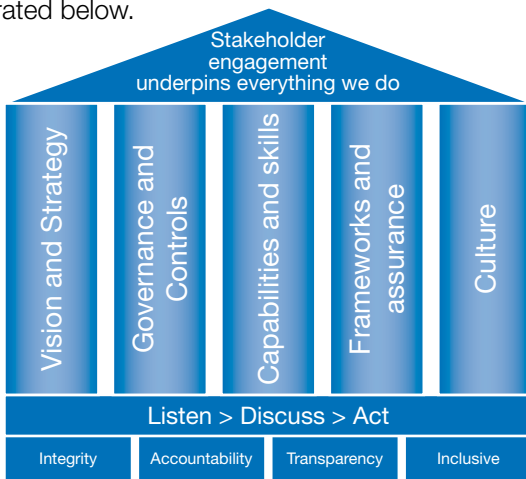 rated below.
Stakeholder
engagement
underpins everything we do
Vision and Strategy
Governance and
Controls
Capabilities and skills
Frameworks and
assurance
Culture
Listen > Discuss > Act
Integrity
Accountability
Transparency
Inclusive